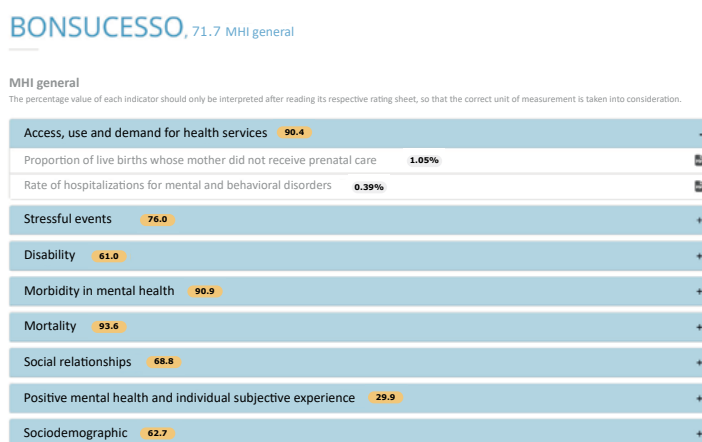 BONSUCESSO, 71.7 MHI general
MHI general
The percentage value of each indicator should only be interpreted after reading its respective rating sheet, so that the correct unit of measurement is taken into consideration.
Access, use and demand for health services 90.4
Proportion of live births whose mother did not receive prenatal care 1.05%
Rate of hospitalizations for mental and behavioral disorders 0.39%
Stressful events 76.0 +
Disability 61.0 +
Morbidity in mental health 90.9 +
Mortality 93.6 +
Social relationships 68.8 +
Positive mental health and individual subjective experience 29.9 +
Sociodemographic 62.7 +